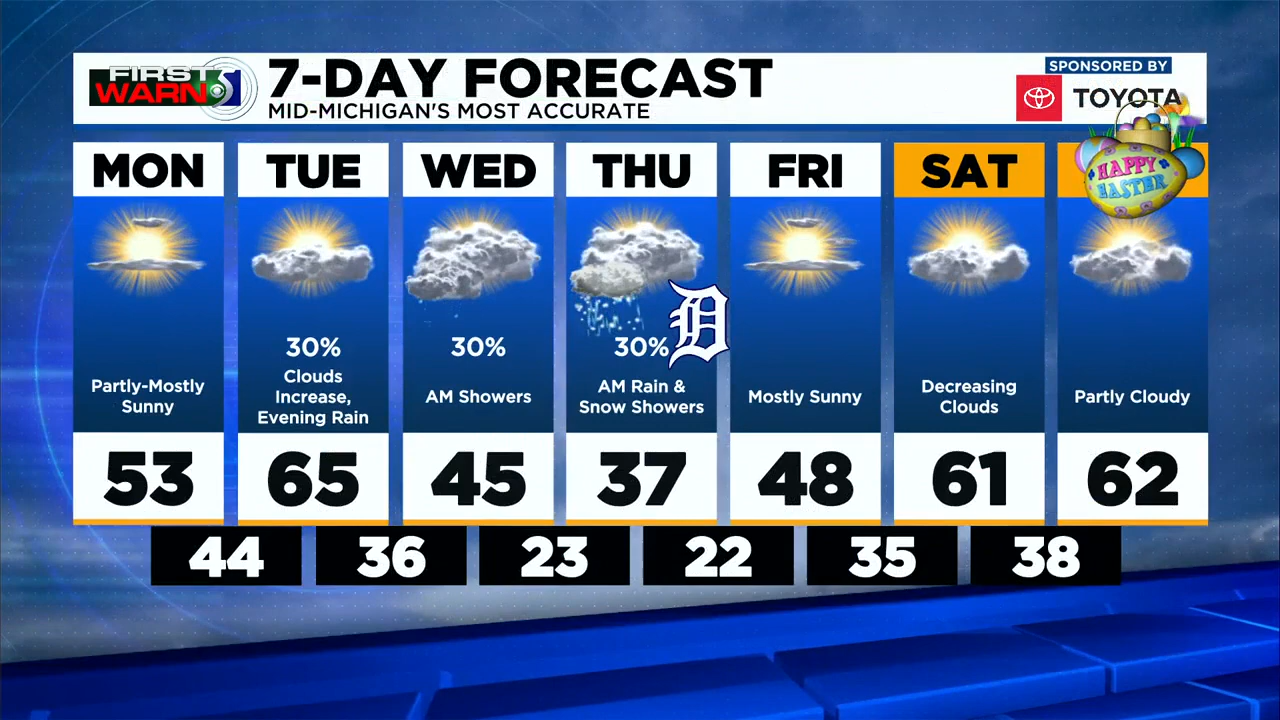 FIRST
WARN 5
7-DAY FORECAST
MID-MICHIGAN'S MOST ACCURATE
SPONSORED BY
TOYOTA
MON
TUE
WED
THU
FRI
SAT
HAPPY
EASTER
30%
30%
30%
D
Partly-Mostly
Sunny
Clouds
Increase,
Evening Rain
AM Showers
AM Rain &
Snow Showers
Mostly Sunny
Decreasing
Clouds
Partly Cloudy
53
65
45
37
48
61
62
44
36
23
22
35
38